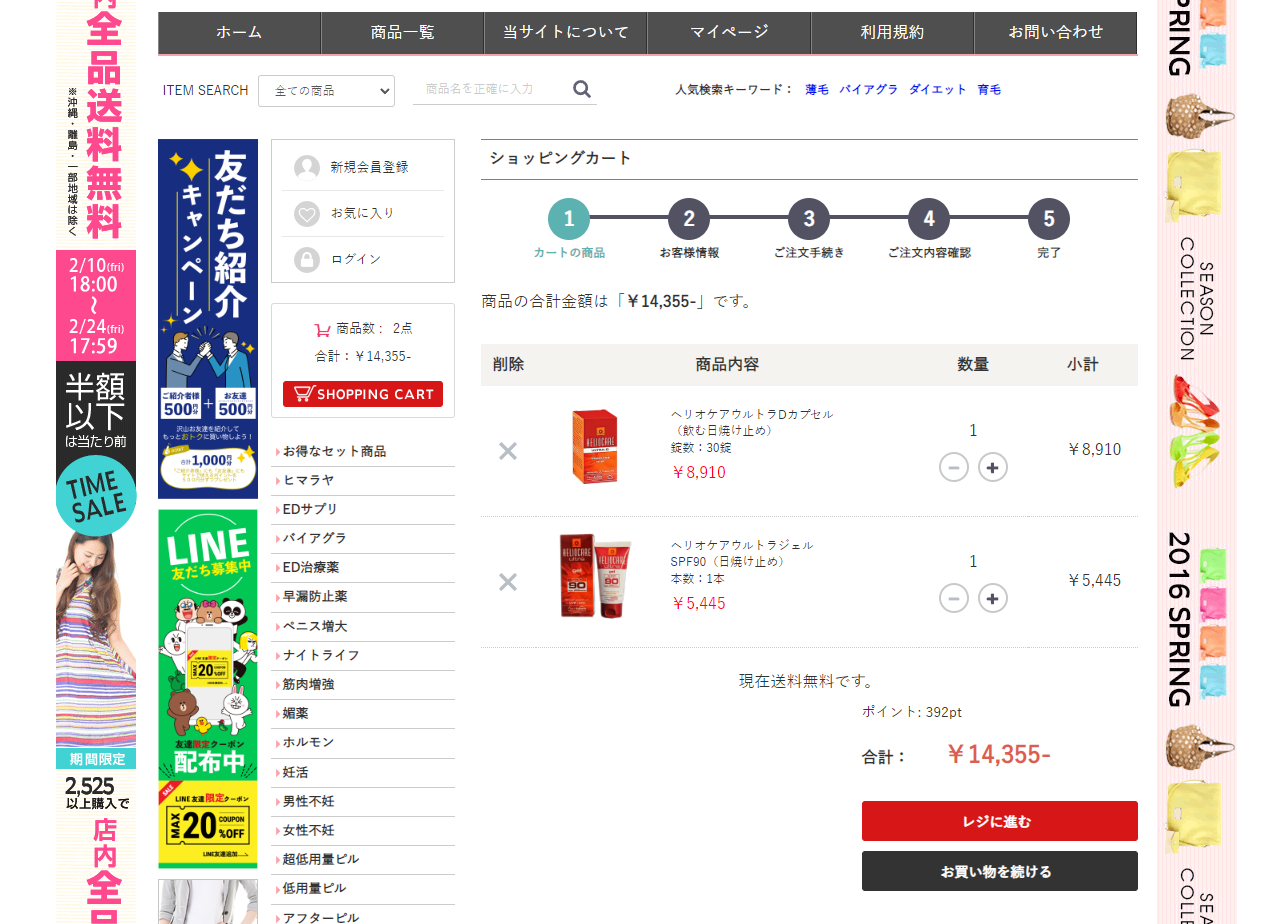 ホーム
商品一覧
当サイトについて
マイページ
利用規約
お問い合わせ
ITEM SEARCH
全ての商品
商品名を正確に入力
人気検索キーワード： 薄毛 バイアグラ ダイエット 育毛
内全品送料無料
※沖縄・離島・一部地域は除く
2/10(fri)
18:00
〜
2/24(fri)
17:59
半額
以下
は当たり前
TIME
SALE
期間限定
2,525
以上購入で
店内全品
友だち紹介
キャンペーン
ご紹介者様
500円分
+
お友達
500円分
沢山お友達を紹介して
もっとおトクに買い物しよう！
合計 1,000円分
LINE
友だち募集中
LINE 友達限定クーポン
MAX 20%OFF
COUPON
友達限定クーポン
配布中
SALE
LINE 友達限定クーポン
MAX
20
COUPON
%OFF
LINE友達追加
新規会員登録
お気に入り
ログイン
商品数： 2点
合計：￥14,355-
SHOPPING CART
お得なセット商品
ヒマラヤ
EDサプリ
バイアグラ
ED治療薬
早漏防止薬
ペニス増大
ナイトライフ
筋肉増強
媚薬
ホルモン
妊活
男性不妊
女性不妊
超低用量ピル
低用量ピル
アフターピル
ショッピングカート
1
2
3
4
5
カートの商品
お客様情報
ご注文手続き
ご注文内容確認
完了
商品の合計金額は「￥14,355-」です。
削除
商品内容
数量
小計
HELIOCARE
ヘリオケアウルトラDカプセル
（飲む日焼け止め）
錠数：30錠
￥8,910
1
￥8,910
HELIOCARE
90
ヘリオケアウルトラジェル
SPF90（日焼け止め）
本数：1本
￥5,445
1
￥5,445
現在送料無料です。
ポイント: 392pt
合計：
￥14,355-
レジに進む
お買い物を続ける
SPRING
SEASON
COLLECTION
2016 SPRING
SEA
COLLE